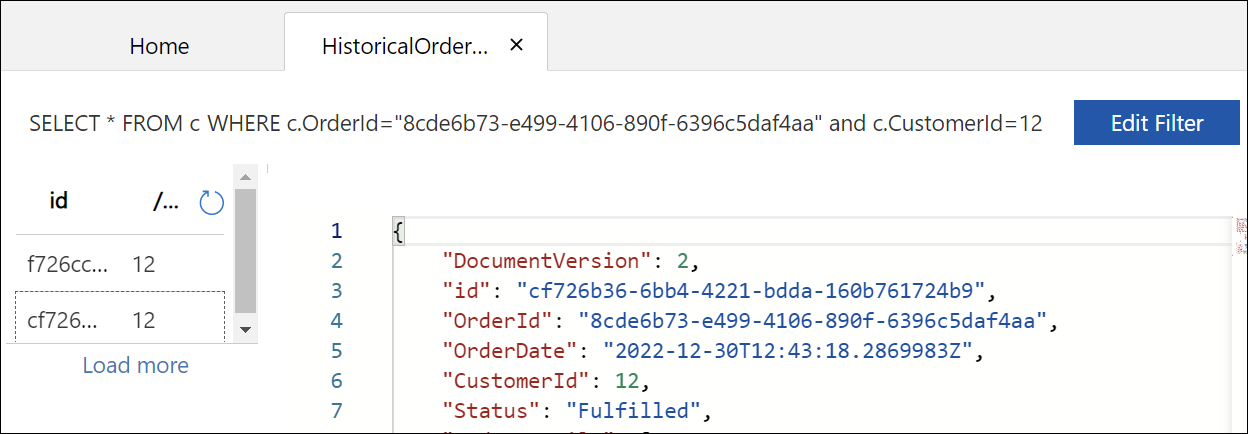 Home
HistoricalOrder... ✕
SELECT * FROM c WHERE c.OrderId="8cde6b73-e499-4106-890f-6396c5daf4aa" and c.CustomerId=12
Edit Filter
id /...
f726cc... 12
cf726... 12
Load more
1 {
2 "DocumentVersion": 2,
3 "id": "cf726b36-6bb4-4221-bdda-160b761724b9",
4 "OrderId": "8cde6b73-e499-4106-890f-6396c5daf4aa",
5 "OrderDate": "2022-12-30T12:43:18.2869983Z",
6 "CustomerId": 12,
7 "Status": "Fulfilled",